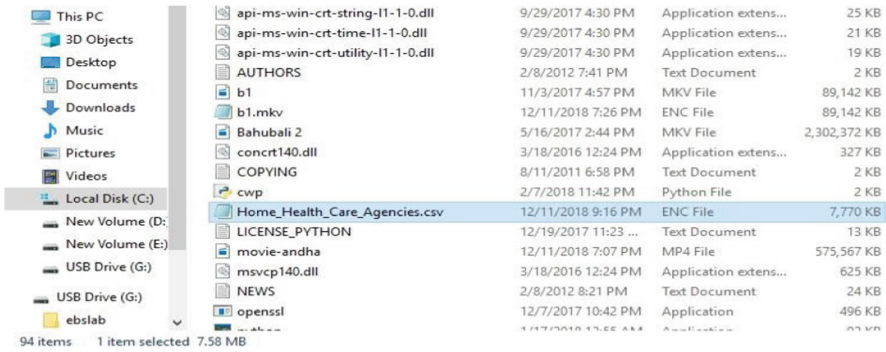 This PC
3D Objects
Desktop
Documents
Downloads
Music
Pictures
Videos
Local Disk (C:)
New Volume (D:
New Volume (E:)
USB Drive (G:)
USB Drive (G:)
ebslab
api-ms-win-crt-string-l1-1-0.dll 9/29/2017 4:30 PM Application extens... 25 KB
api-ms-win-crt-time-l1-1-0.dll 9/29/2017 4:30 PM Application extens... 21 KB
api-ms-win-crt-utility-l1-1-0.dll 9/29/2017 4:30 PM Application extens... 19 KB
AUTHORS 2/8/2012 7:41 PM Text Document 2 KB
b1 11/3/2017 4:57 PM MKV File 89,142 KB
b1.mkv 12/11/2018 7:26 PM ENC File 89,142 KB
Bahubali 2 5/16/2017 2:44 PM MKV File 2,302,372 KB
concrt140.dll 3/18/2016 12:24 PM Application extens... 327 KB
COPYING 8/11/2011 6:58 PM Text Document 2 KB
cwp 2/7/2018 11:42 PM Python File 2 KB
Home_Health_Care_Agencies.csv 12/11/2018 9:16 PM ENC File 7,770 KB
LICENSE_PYTHON 12/19/2017 11:23 ... Text Document 13 KB
movie-andha 12/11/2018 7:07 PM MP4 File 575,567 KB
msvcp140.dll 3/18/2016 12:24 PM Application extens... 625 KB
NEWS 2/8/2012 8:21 PM Text Document 24 KB
openssl 12/7/2017 10:42 PM Application 496 KB
94 items 1 item selected 7.58 MB